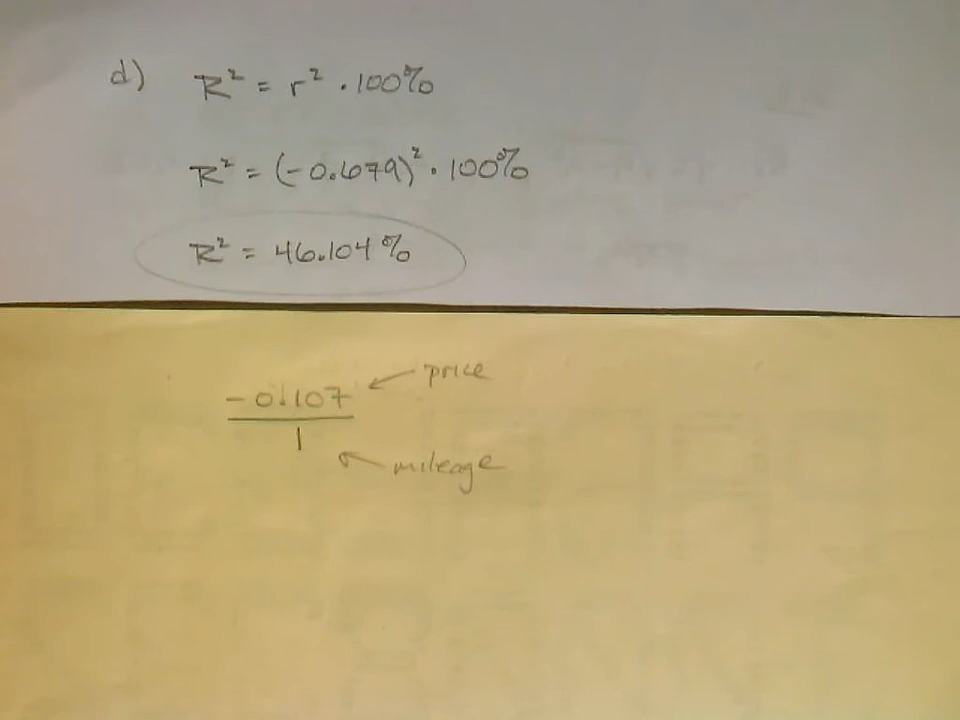 d) R² = r² · 100%
R² = (-0.679)² · 100%
R² = 46.104%
price
-0.107
1
mileage